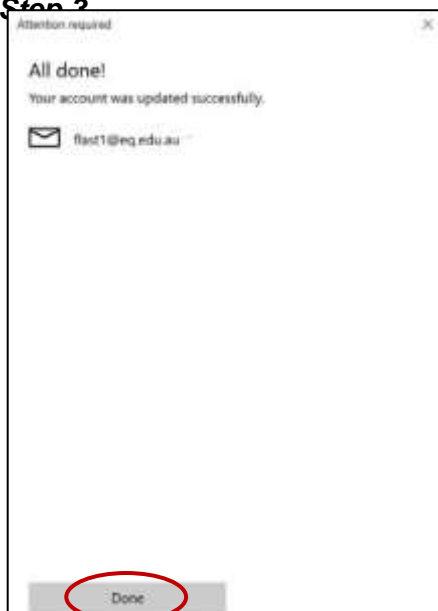 Step 3
Attention required
All done!
Your account was updated successfully.
flast1@eq.edu.au
Done